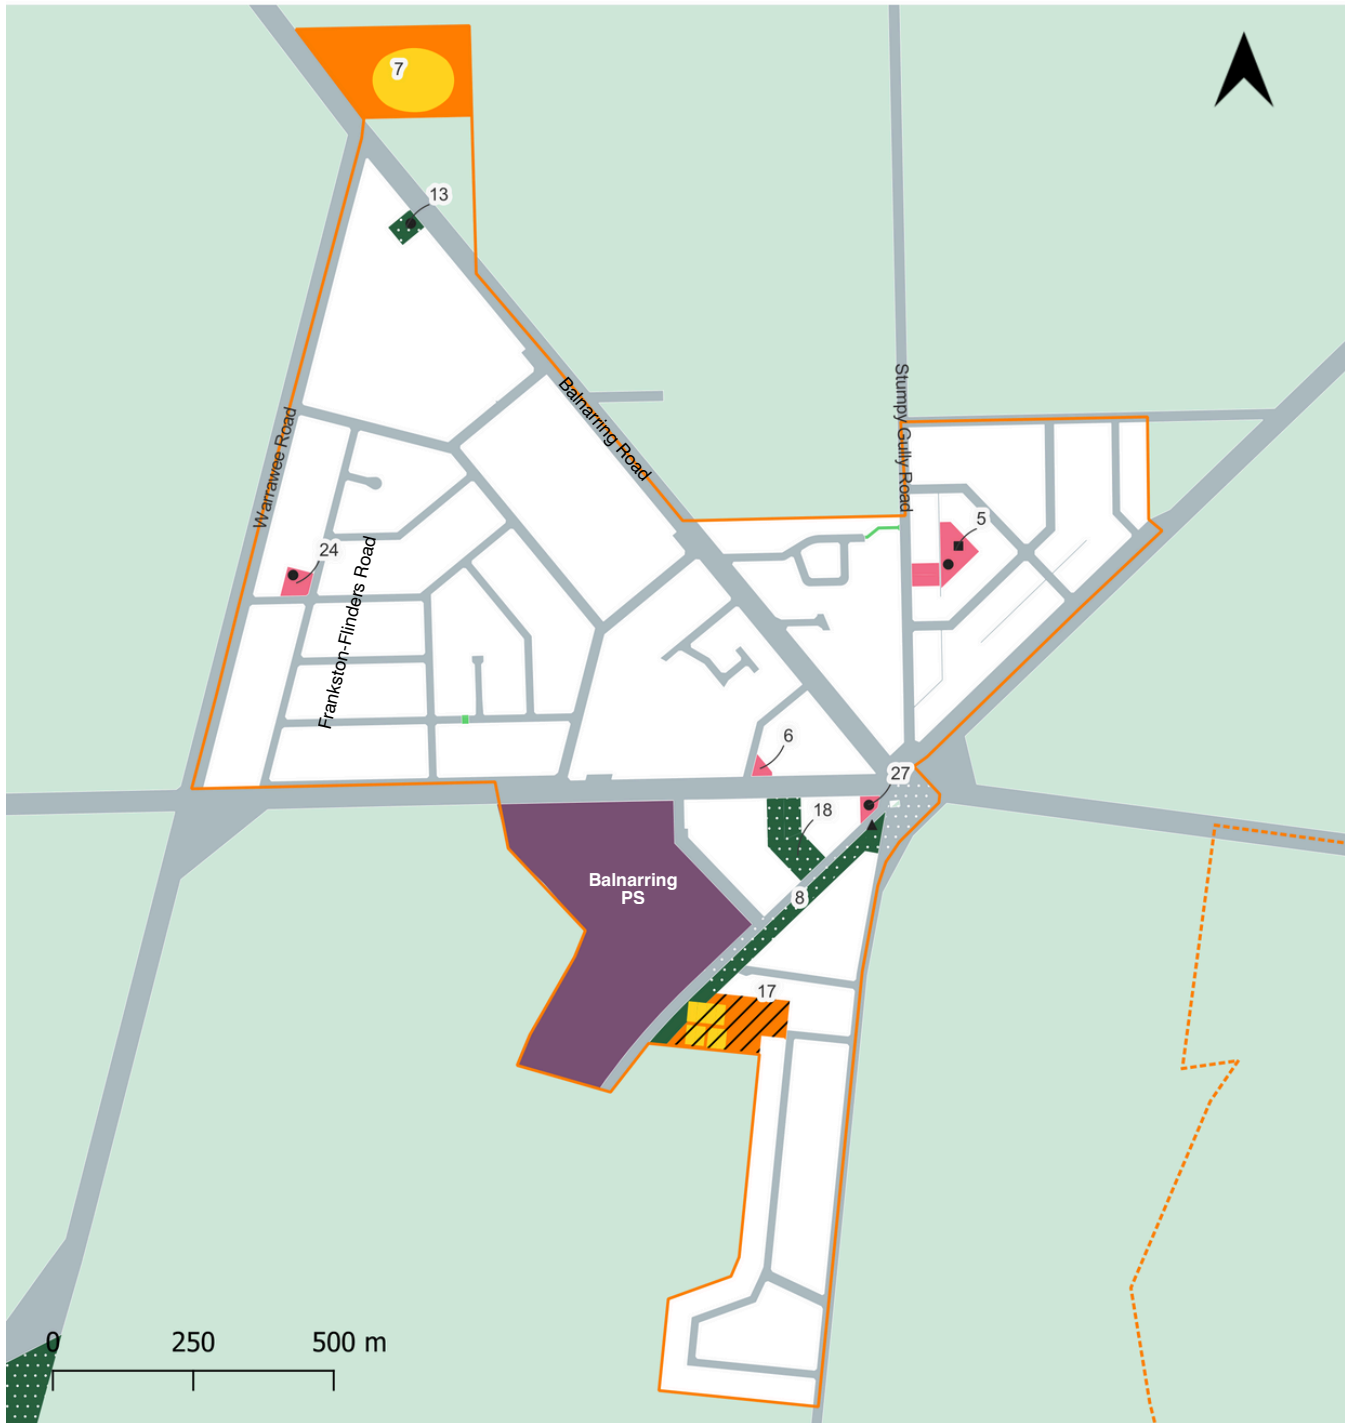 7
13
Balnarring Road
Stumpy Gully Road
Warrawee Road
5
24
Frankston-Flinders Road
6
27
18
Balnarring
PS
8
17
0 250 500 m